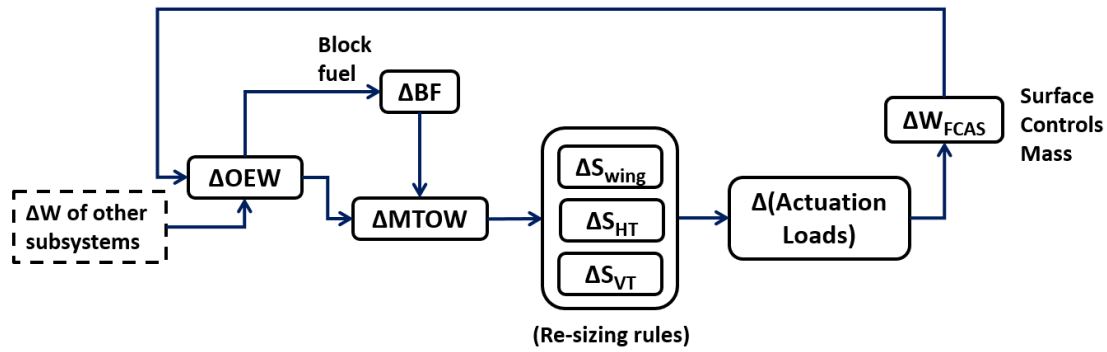 Block
fuel
ΔBF
ΔOEW
ΔW of other
subsystems
ΔMTOW
ΔS_wing
ΔS_HT
ΔS_VT
(Re-sizing rules)
Δ(Actuation
Loads)
ΔW_FCAS
Surface
Controls
Mass